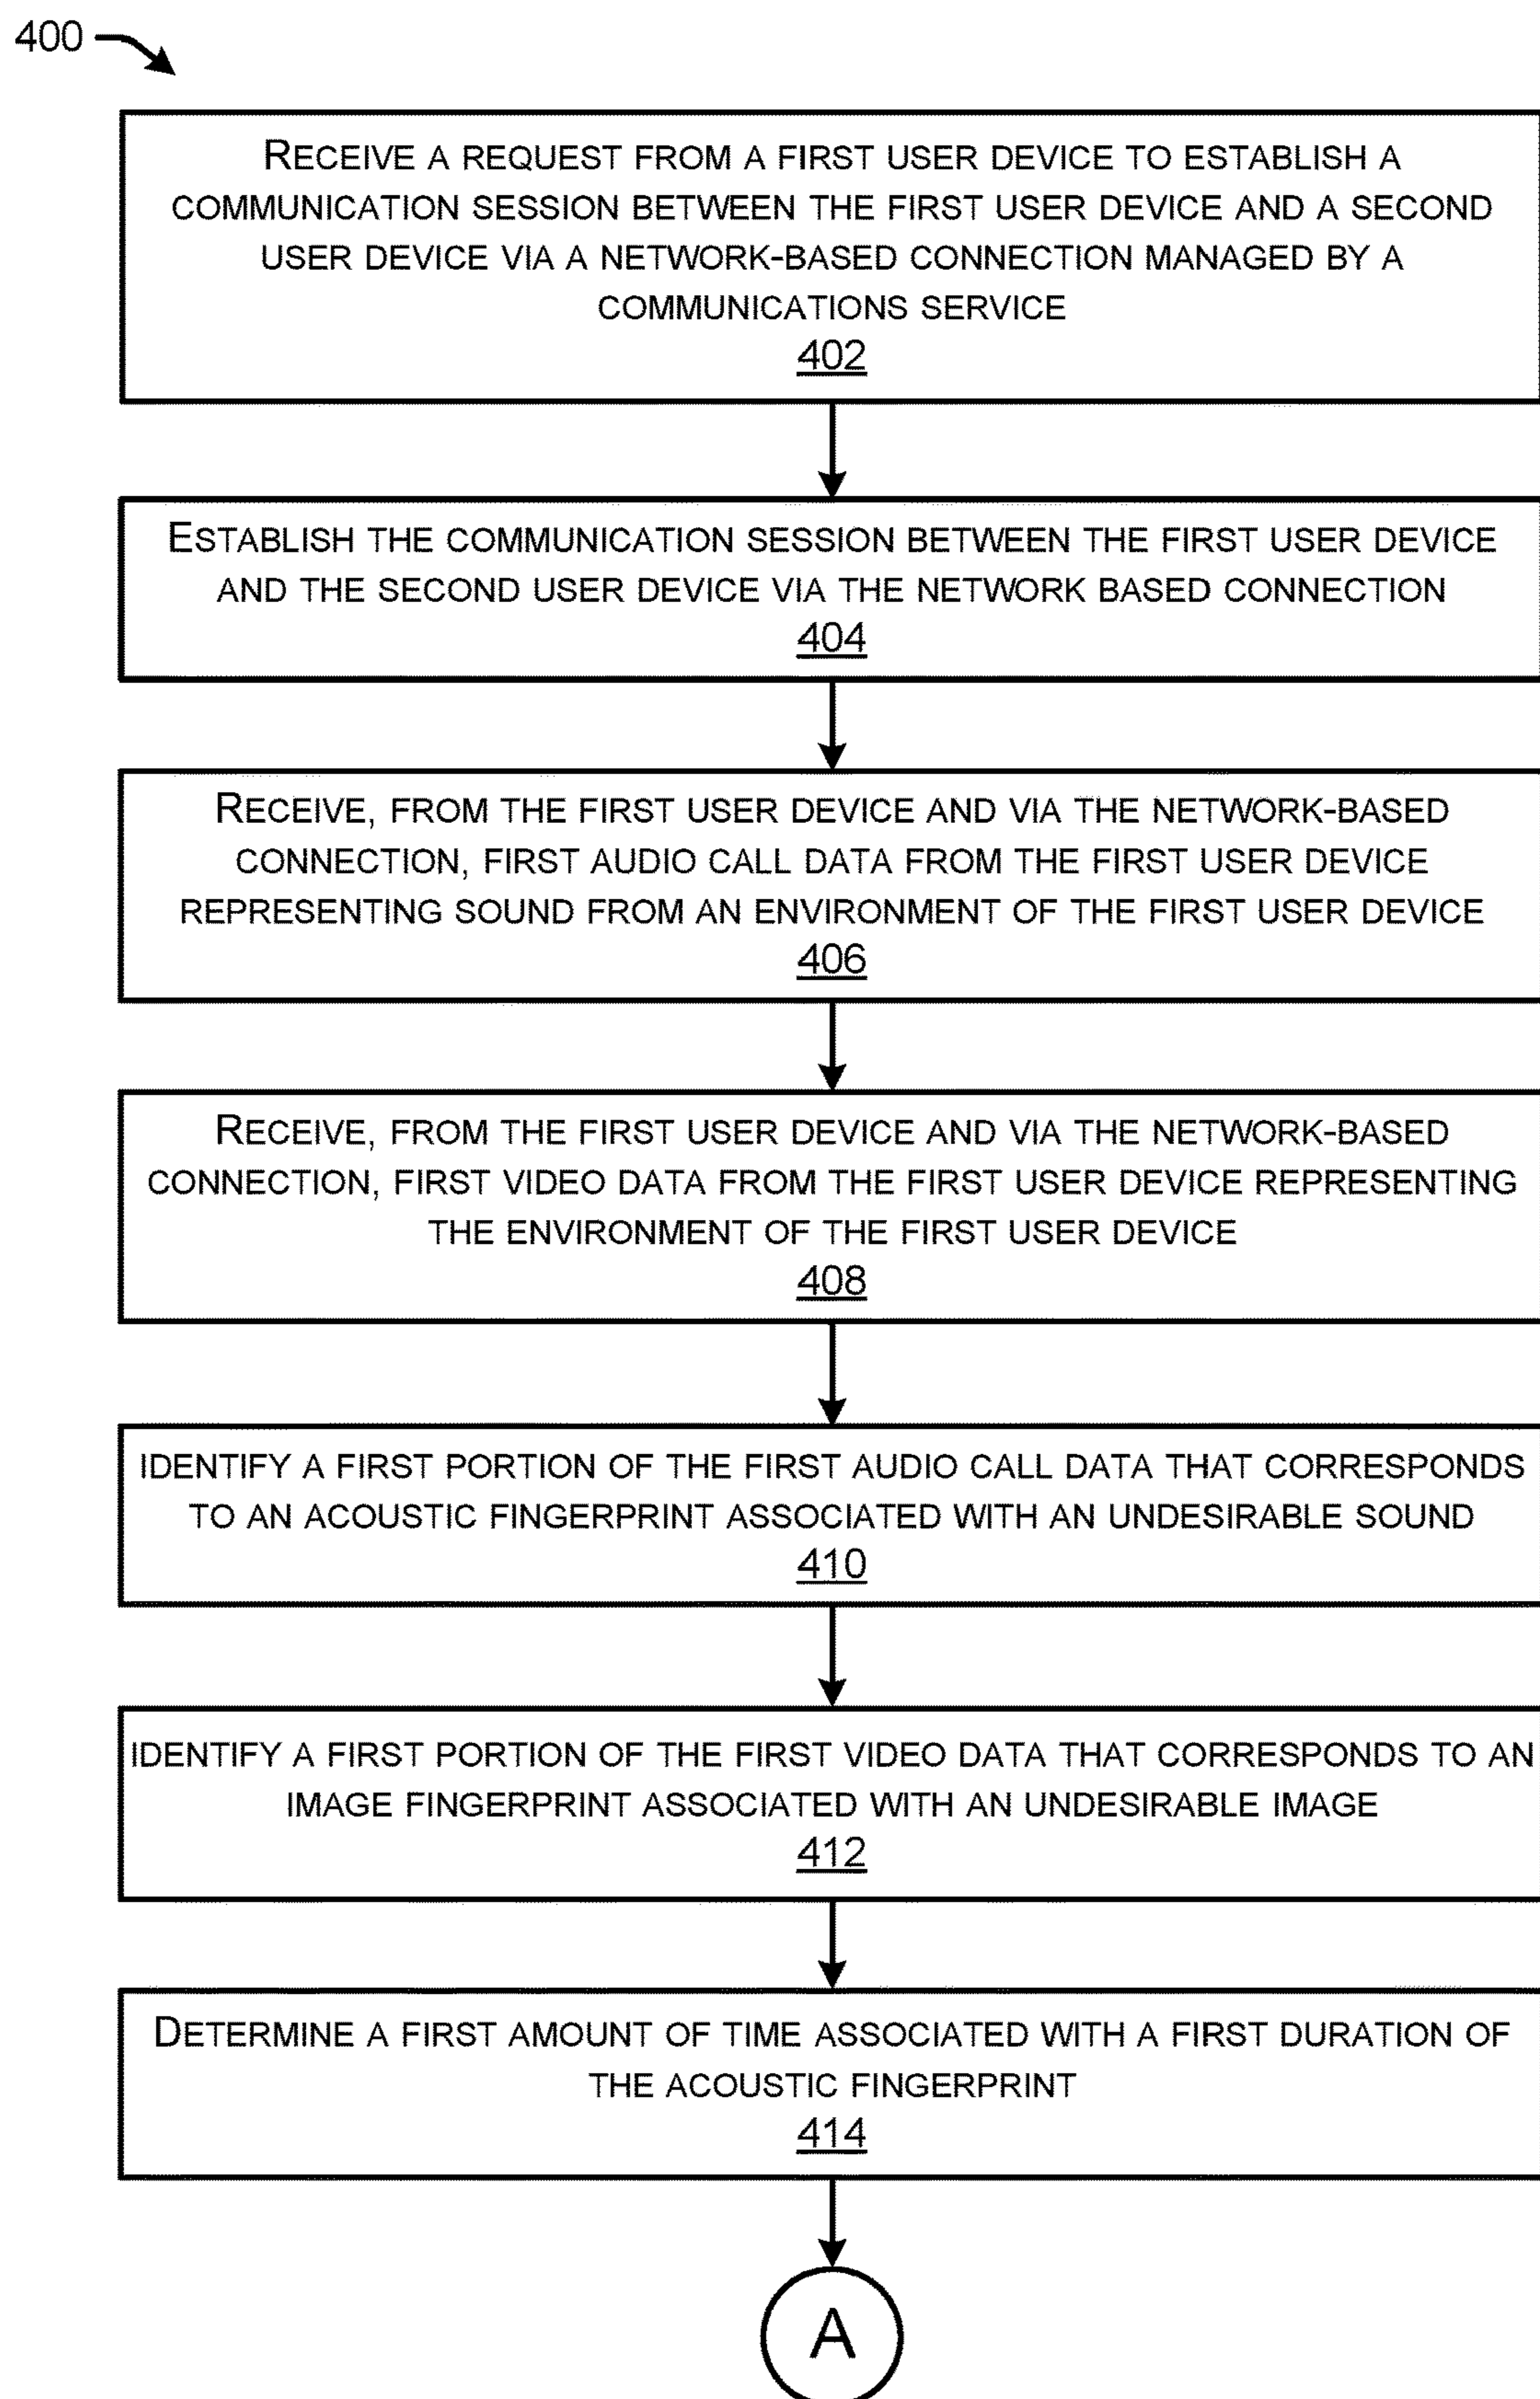 400
RECEIVE A REQUEST FROM A FIRST USER DEVICE TO ESTABLISH A
COMMUNICATION SESSION BETWEEN THE FIRST USER DEVICE AND A SECOND
USER DEVICE VIA A NETWORK-BASED CONNECTION MANAGED BY A
COMMUNICATIONS SERVICE
402
ESTABLISH THE COMMUNICATION SESSION BETWEEN THE FIRST USER DEVICE
AND THE SECOND USER DEVICE VIA THE NETWORK BASED CONNECTION
404
RECEIVE, FROM THE FIRST USER DEVICE AND VIA THE NETWORK-BASED
CONNECTION, FIRST AUDIO CALL DATA FROM THE FIRST USER DEVICE
REPRESENTING SOUND FROM AN ENVIRONMENT OF THE FIRST USER DEVICE
406
RECEIVE, FROM THE FIRST USER DEVICE AND VIA THE NETWORK-BASED
CONNECTION, FIRST VIDEO DATA FROM THE FIRST USER DEVICE REPRESENTING
THE ENVIRONMENT OF THE FIRST USER DEVICE
408
IDENTIFY A FIRST PORTION OF THE FIRST AUDIO CALL DATA THAT CORRESPONDS
TO AN ACOUSTIC FINGERPRINT ASSOCIATED WITH AN UNDESIRABLE SOUND
410
IDENTIFY A FIRST PORTION OF THE FIRST VIDEO DATA THAT CORRESPONDS TO AN
IMAGE FINGERPRINT ASSOCIATED WITH AN UNDESIRABLE IMAGE
412
DETERMINE A FIRST AMOUNT OF TIME ASSOCIATED WITH A FIRST DURATION OF
THE ACOUSTIC FINGERPRINT
414
A